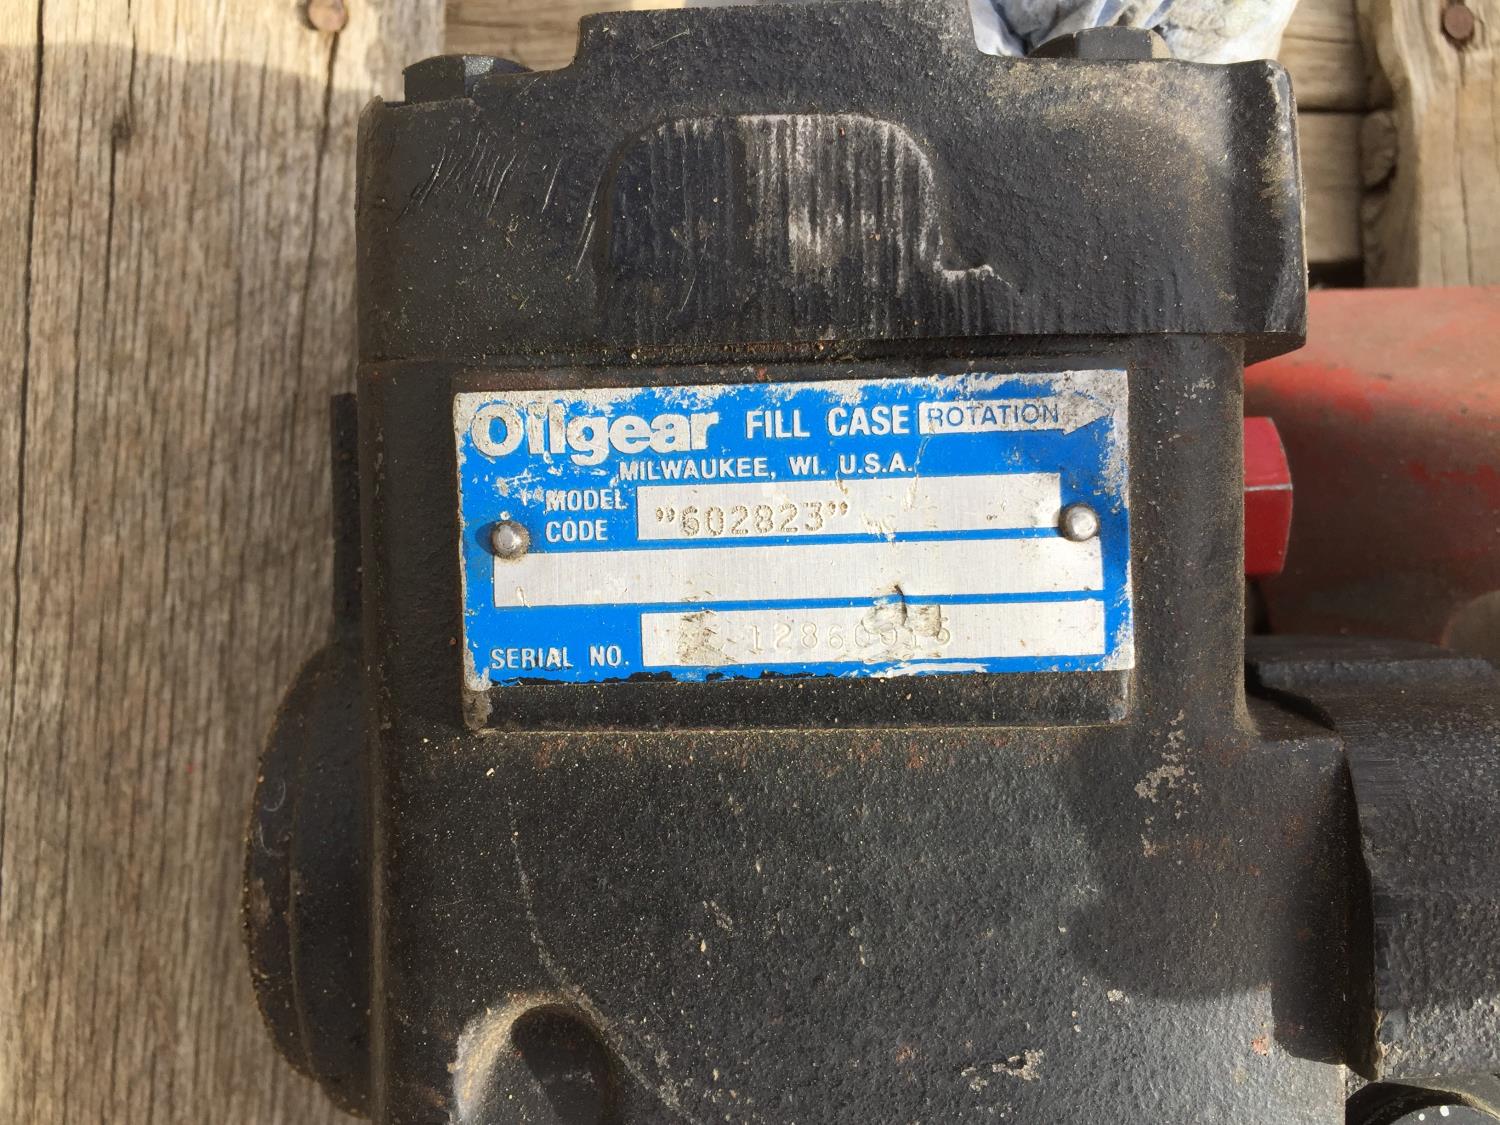 Oilgear FILL CASE ROTATION
MILWAUKEE, WI. U.S.A.
MODEL CODE "602823"
SERIAL NO.